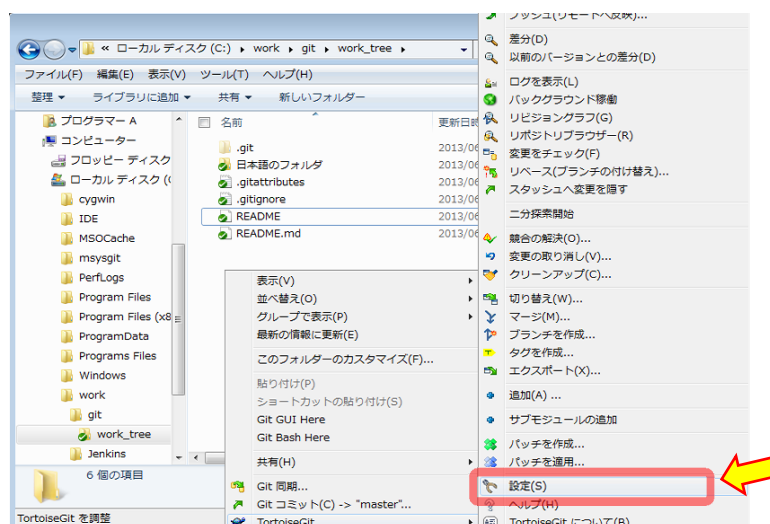 プッシュ(リモートへ反映)...
« ローカル ディスク (C:) ▸ work ▸ git ▸ work_tree ▸
ファイル(F) 編集(E) 表示(V) ツール(T) ヘルプ(H)
整理 ▼ ライブラリに追加 ▼ 共有 ▼ 新しいフォルダー
プログラマー A
コンピューター
フロッピー ディスク
ローカル ディスク (
cygwin
IDE
MSOCache
msysgit
PerfLogs
Program Files
Program Files (x8
ProgramData
Programs Files
Windows
work
git
work_tree
Jenkins
6 個の項目
TortoiseGit を調整
名前 更新日時
.git 2013/06
日本語のフォルダ 2013/06
.gitattributes 2013/06
.gitignore 2013/06
README 2013/06
README.md 2013/06
表示(V)
並べ替え(O)
グループで表示(P)
最新の情報に更新(E)
このフォルダーのカスタマイズ(F)...
貼り付け(P)
ショートカットの貼り付け(S)
Git GUI Here
Git Bash Here
共有(H)
Git 同期...
Git コミット(C) -> "master"...
TortoiseGit
差分(D)
以前のバージョンとの差分(D)
ログを表示(L)
バックグラウンド稼働
リビジョングラフ(G)
リポジトリブラウザー(R)
変更をチェック(F)
リベース(ブランチの付け替え)...
スタッシュへ変更を隠す
二分探索開始
競合の解決(O)...
変更の取り消し(V)...
クリーンアップ(C)...
切り替え(W)...
マージ(M)...
ブランチを作成...
タグを作成...
エクスポート(X)...
追加(A) ...
サブモジュールの追加
パッチを作成...
パッチを適用...
設定(S)
ヘルプ(H)
TortoiseGit について(B)